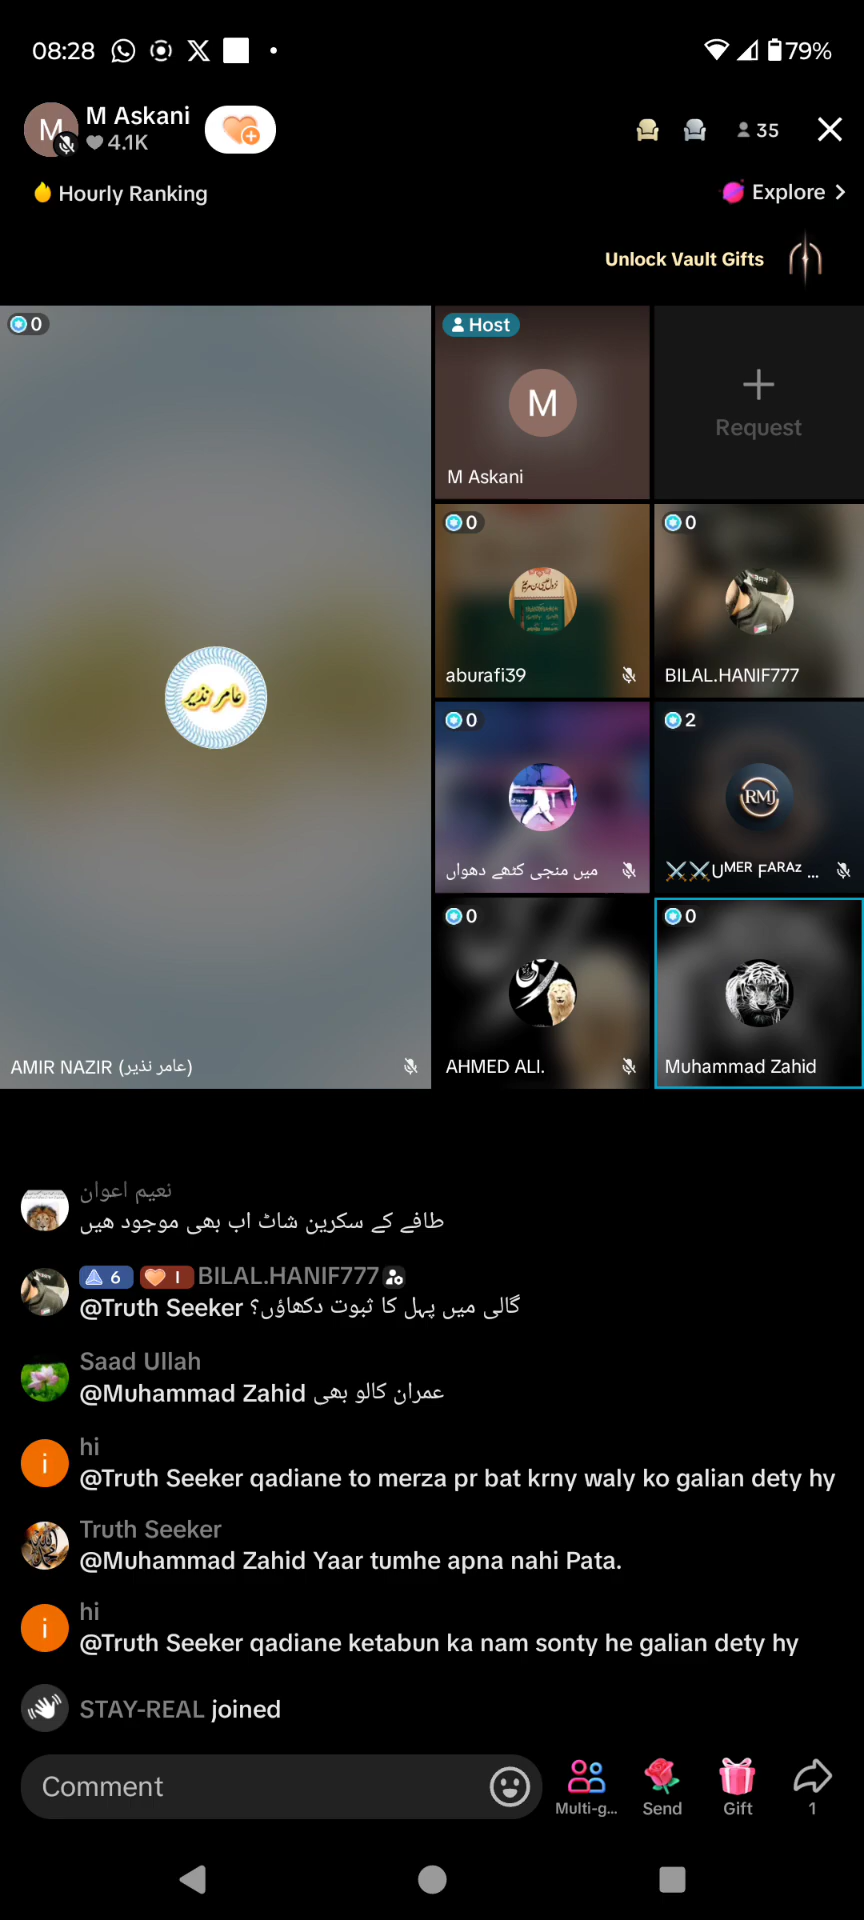 08:28
79%
M Askani
4.1K
35
Hourly Ranking
Explore
Unlock Vault Gifts
0
Host
M
M Askani
Request
0
aburafi39
0
BILAL.HANIF777
عامر نذیر
0
میں منجی کتھے دھواں
2
RMJ
⚔️⚔️Uᴹᴱᴿ Fᴬᴿᴬᶻ ...
0
AHMED ALI.
0
Muhammad Zahid
AMIR NAZIR (عامر نذیر)
نعیم اعوان
طافے کے سکرین شاٹ اب بھی موجود ھیں
6 I BILAL.HANIF777
@Truth Seeker گالی میں پہل کا ثبوت دکھاؤں؟
Saad Ullah
@Muhammad Zahid عمران کالو بھی
hi
@Truth Seeker qadiane to merza pr bat krny waly ko galian dety hy
Truth Seeker
@Muhammad Zahid Yaar tumhe apna nahi Pata.
hi
@Truth Seeker qadiane ketabun ka nam sonty he galian dety hy
STAY-REAL joined
Comment
Multi-g...
Send
Gift
1